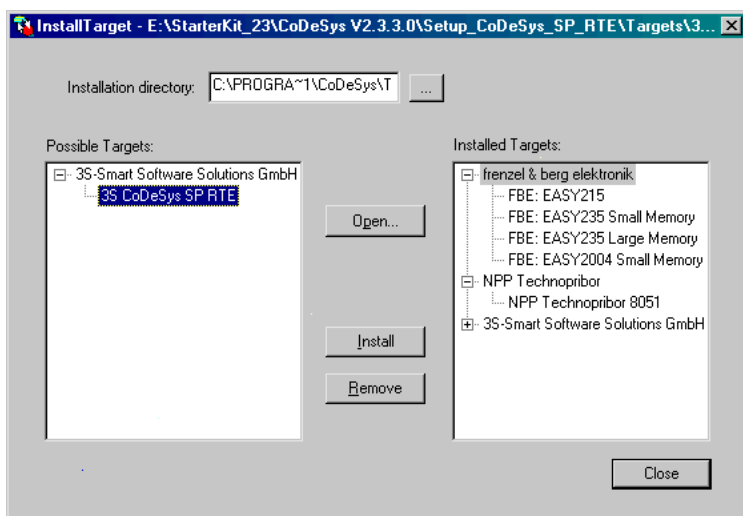 InstallTarget - E:\StarterKit_23\CoDeSys V2.3.3.0\Setup_CoDeSys_SP_RTE\Targets\3...
Installation directory: C:\PROGRA~1\CoDeSys\T ...
Possible Targets:
3S-Smart Software Solutions GmbH
3S CoDeSys SP RTE
Open...
Install
Remove
Installed Targets:
frenzel & berg elektronik
FBE: EASY215
FBE: EASY235 Small Memory
FBE: EASY235 Large Memory
FBE: EASY2004 Small Memory
NPP Technopribor
NPP Technopribor 8051
3S-Smart Software Solutions GmbH
Close